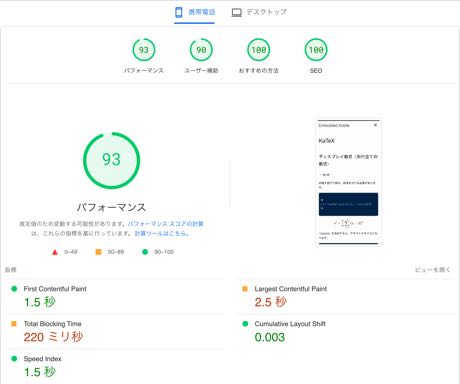 携帯電話
デスクトップ
93
90
100
100
パフォーマンス
ユーザー補助
おすすめの方法
SEO
93
パフォーマンス
推定値のため変動する可能性があります。パフォーマンス スコアの計算
は、これらの指標を基に行っています。計算ツールはこちら。
0–49
50–89
90–100
KaTeX
ディスプレイ数式（別行立ての
数式）
指標
ビューを開く
First Contentful Paint
1.5 秒
Largest Contentful Paint
2.5 秒
Total Blocking Time
220 ミリ秒
Cumulative Layout Shift
0.003
Speed Index
1.5 秒